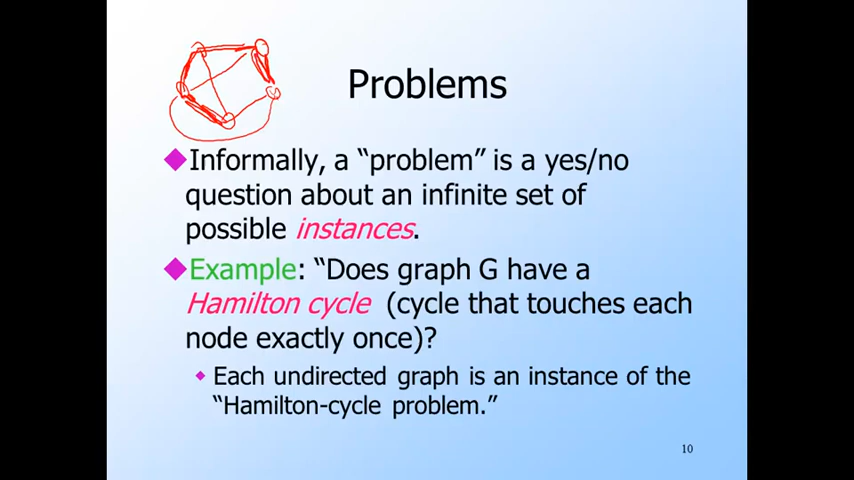 Problems
Informally, a “problem” is a yes/no
question about an infinite set of
possible instances.
Example: “Does graph G have a
Hamilton cycle (cycle that touches each
node exactly once)?
Each undirected graph is an instance of the
“Hamilton-cycle problem.”
10